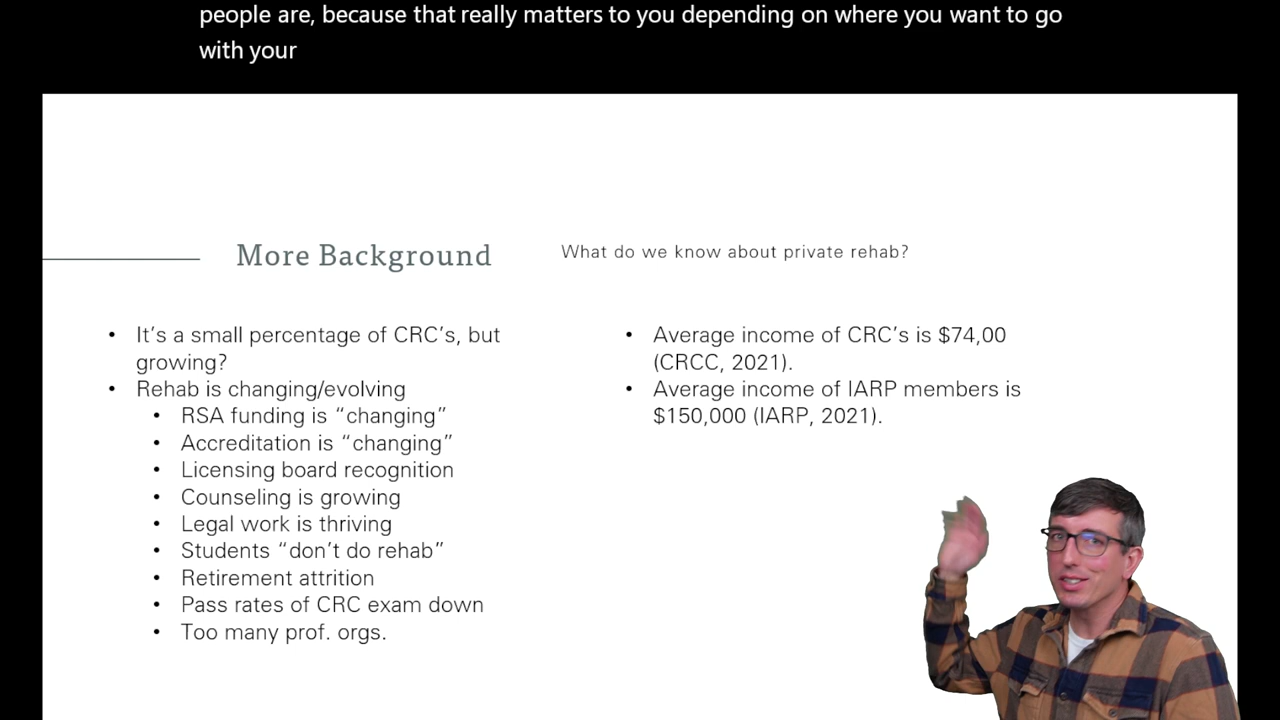 people are, because that really matters to you depending on where you want to go
with your
More Background
What do we know about private rehab?
• It's a small percentage of CRC's, but
growing?
• Rehab is changing/evolving
• RSA funding is “changing”
• Accreditation is “changing”
• Licensing board recognition
• Counseling is growing
• Legal work is thriving
• Students “don't do rehab”
• Retirement attrition
• Pass rates of CRC exam down
• Too many prof. orgs.
• Average income of CRC's is $74,00
(CRCC, 2021).
• Average income of IARP members is
$150,000 (IARP, 2021).